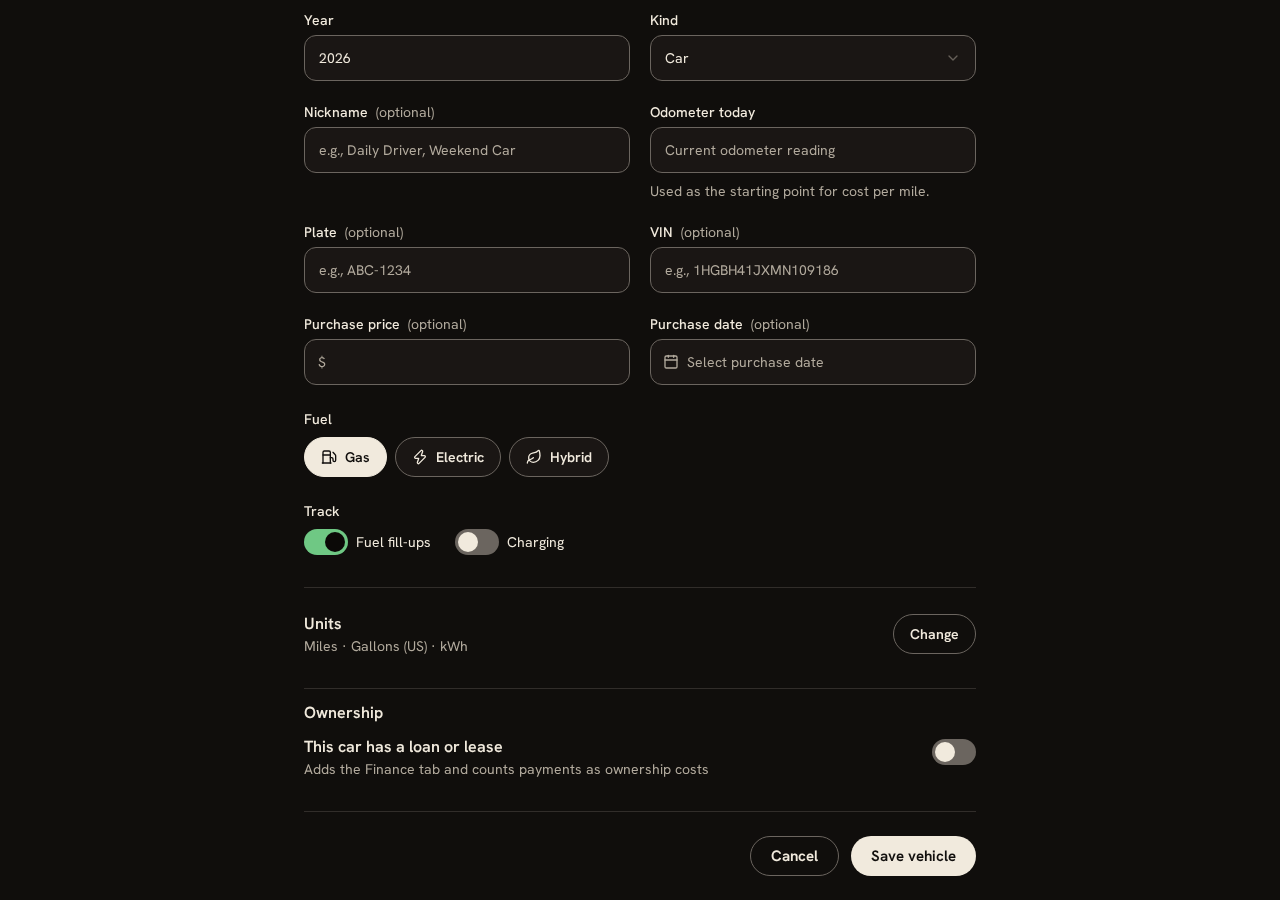 Year
Kind
2026
Car
Nickname (optional)
Odometer today
e.g., Daily Driver, Weekend Car
Current odometer reading
Used as the starting point for cost per mile.
Plate (optional)
VIN (optional)
e.g., ABC-1234
e.g., 1HGBH41JXMN109186
Purchase price (optional)
Purchase date (optional)
$
Select purchase date
Fuel
Gas
Electric
Hybrid
Track
Fuel fill-ups
Charging
Units
Miles · Gallons (US) · kWh
Change
Ownership
This car has a loan or lease
Adds the Finance tab and counts payments as ownership costs
Cancel
Save vehicle